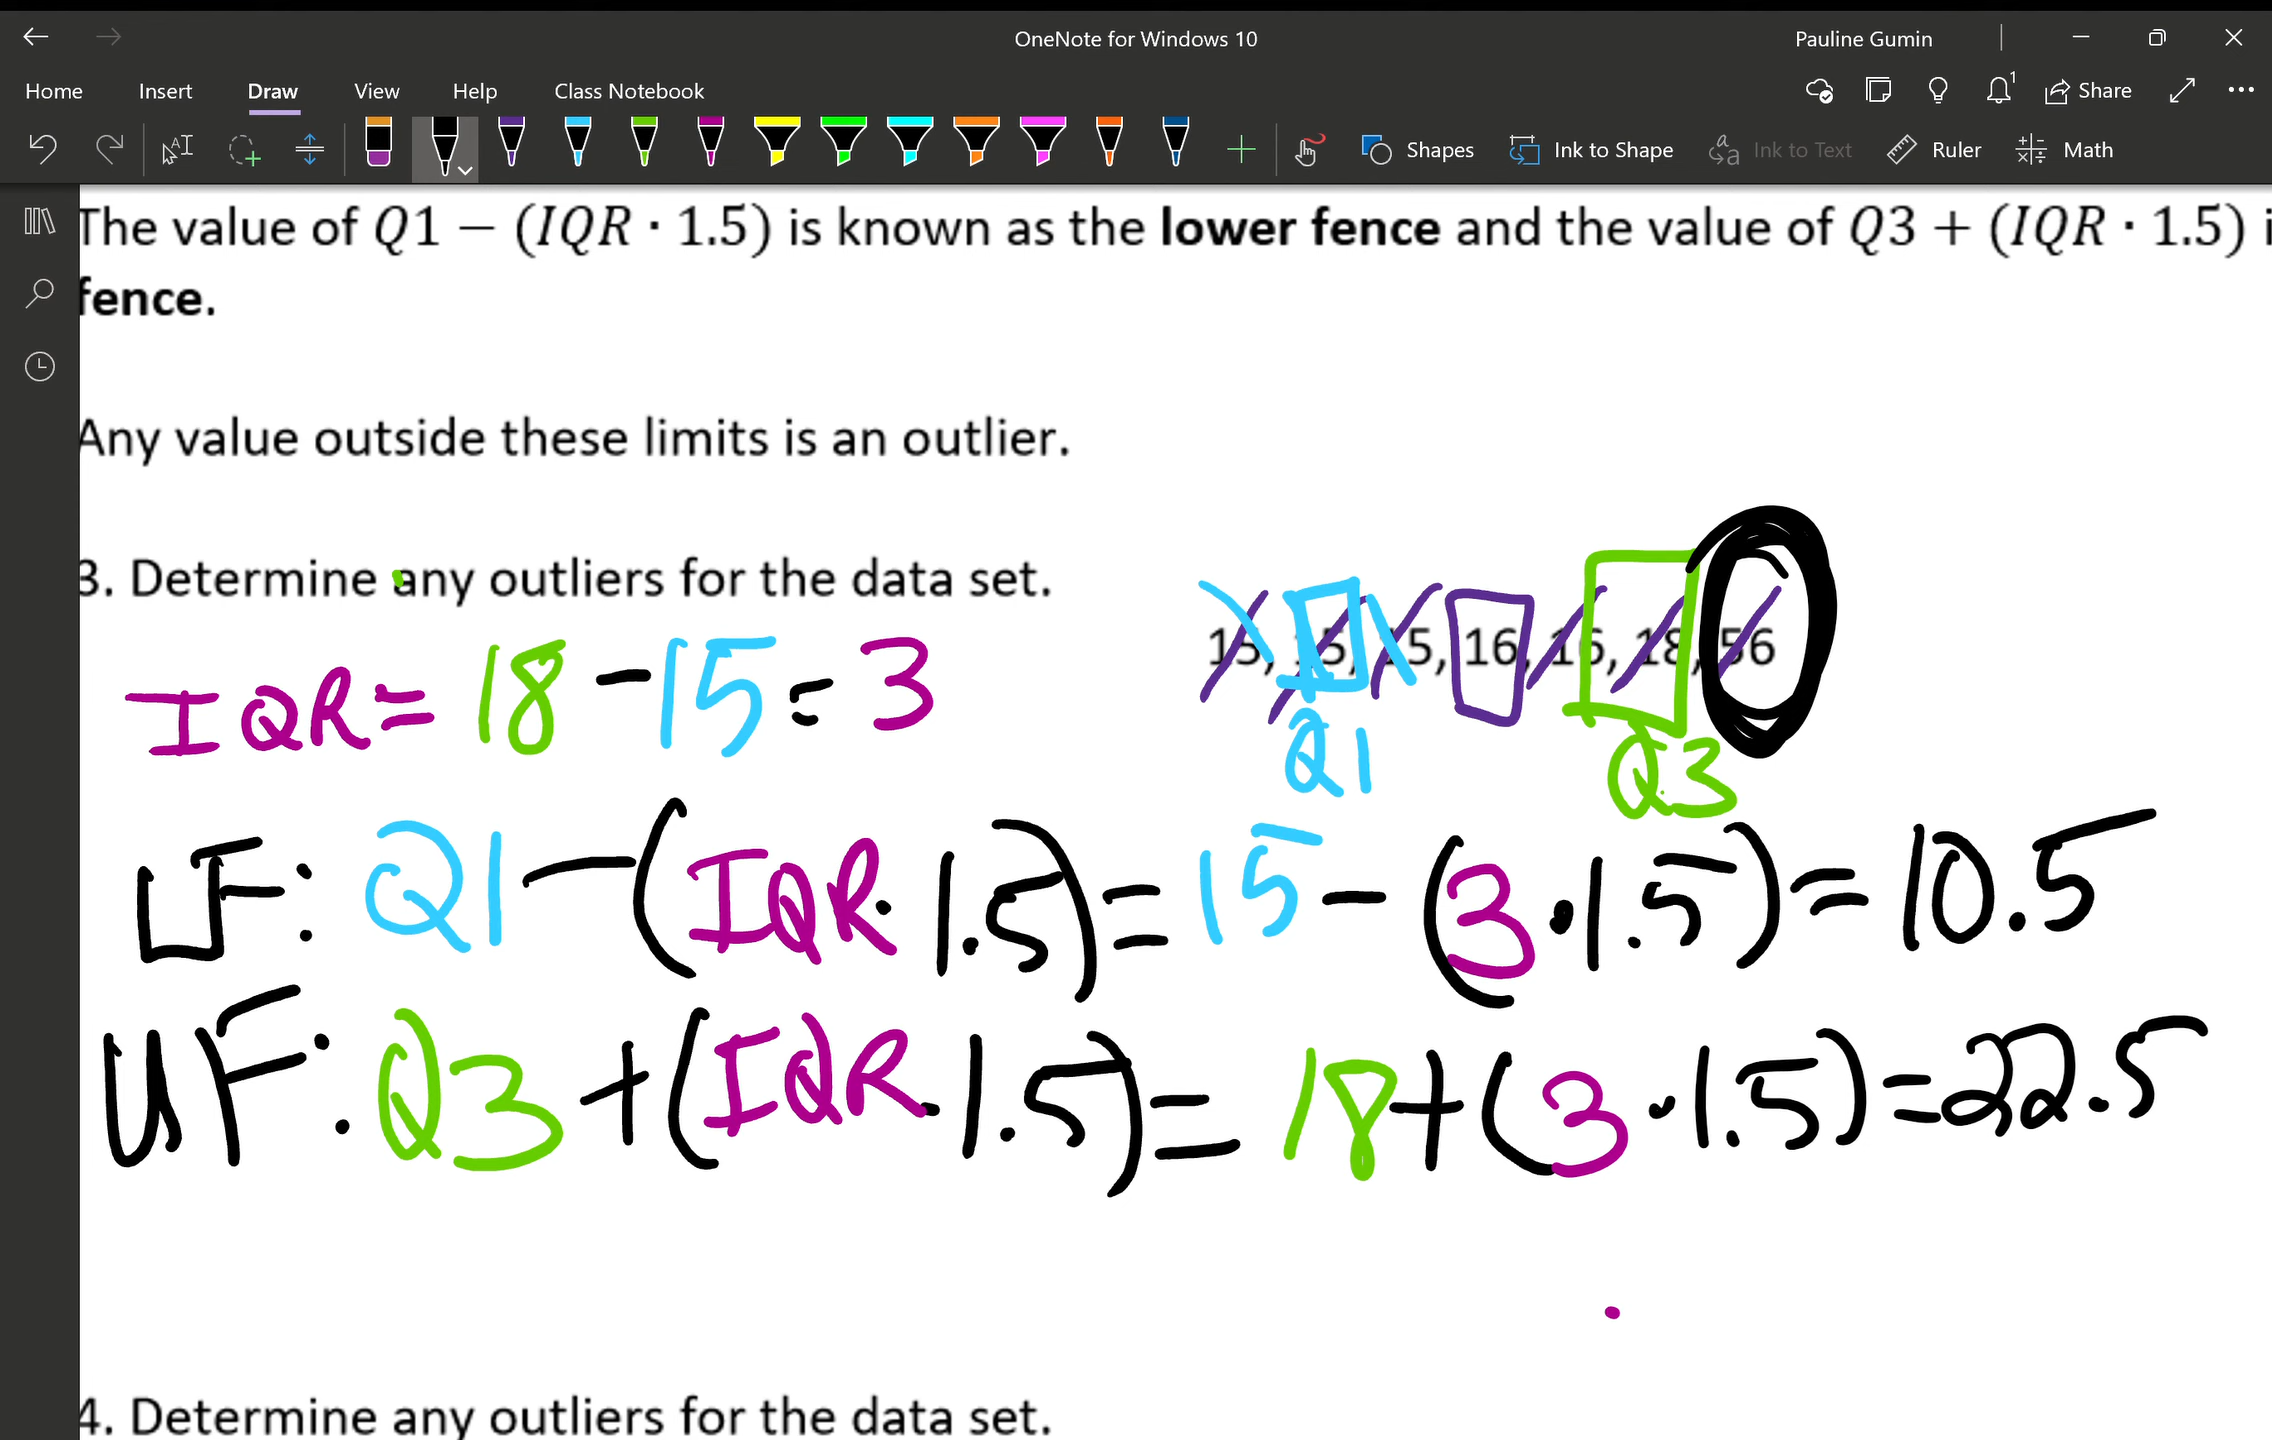 OneNote for Windows 10
Pauline Gumin
Home Insert Draw View Help Class Notebook
1
Share
Shapes Ink to Shape Ink to Text Ruler Math
The value of Q1 − (IQR · 1.5) is known as the lower fence and the value of Q3 + (IQR · 1.5) i
fence.
Any value outside these limits is an outlier.
3. Determine any outliers for the data set.
15, 15, 15, 16, 16, 18, 56
IQR = 18 - 15 = 3
Q1 Q3
LF: Q1 - (IQR · 1.5) = 15 - (3 · 1.5) = 10.5
UF: Q3 + (IQR · 1.5) = 18 + (3 · 1.5) = 22.5
4. Determine any outliers for the data set.